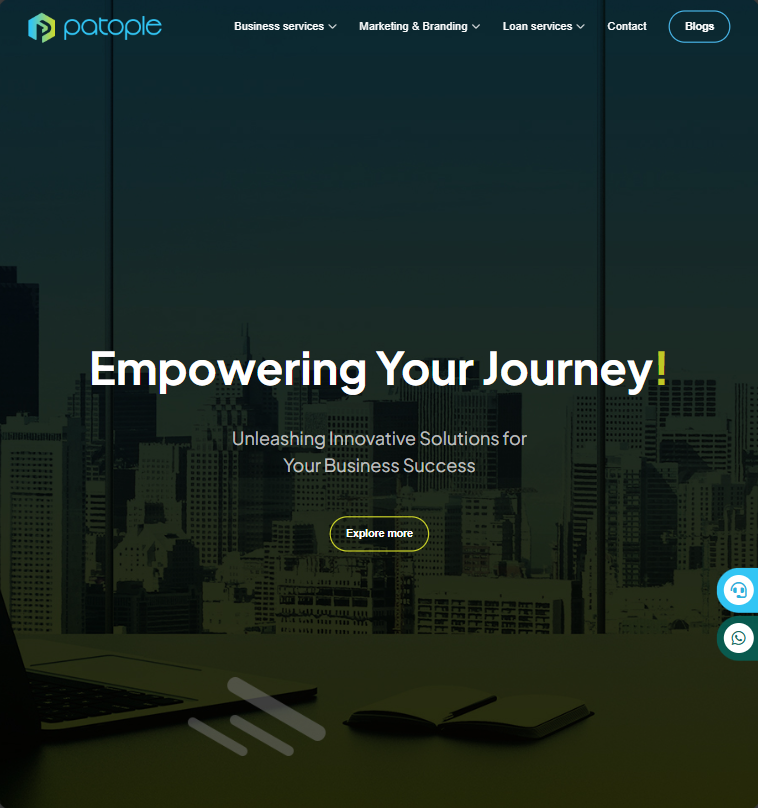 patople
Business services
Marketing & Branding
Loan services
Contact
Blogs
Empowering Your Journey!
Unleashing Innovative Solutions for
Your Business Success
Explore more